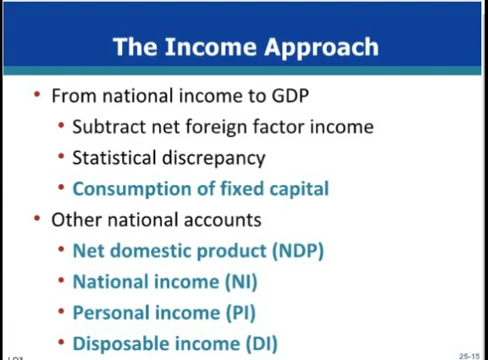 The Income Approach
• From national income to GDP
• Subtract net foreign factor income
• Statistical discrepancy
• Consumption of fixed capital
• Other national accounts
• Net domestic product (NDP)
• National income (NI)
• Personal income (PI)
• Disposable income (DI)
25-15